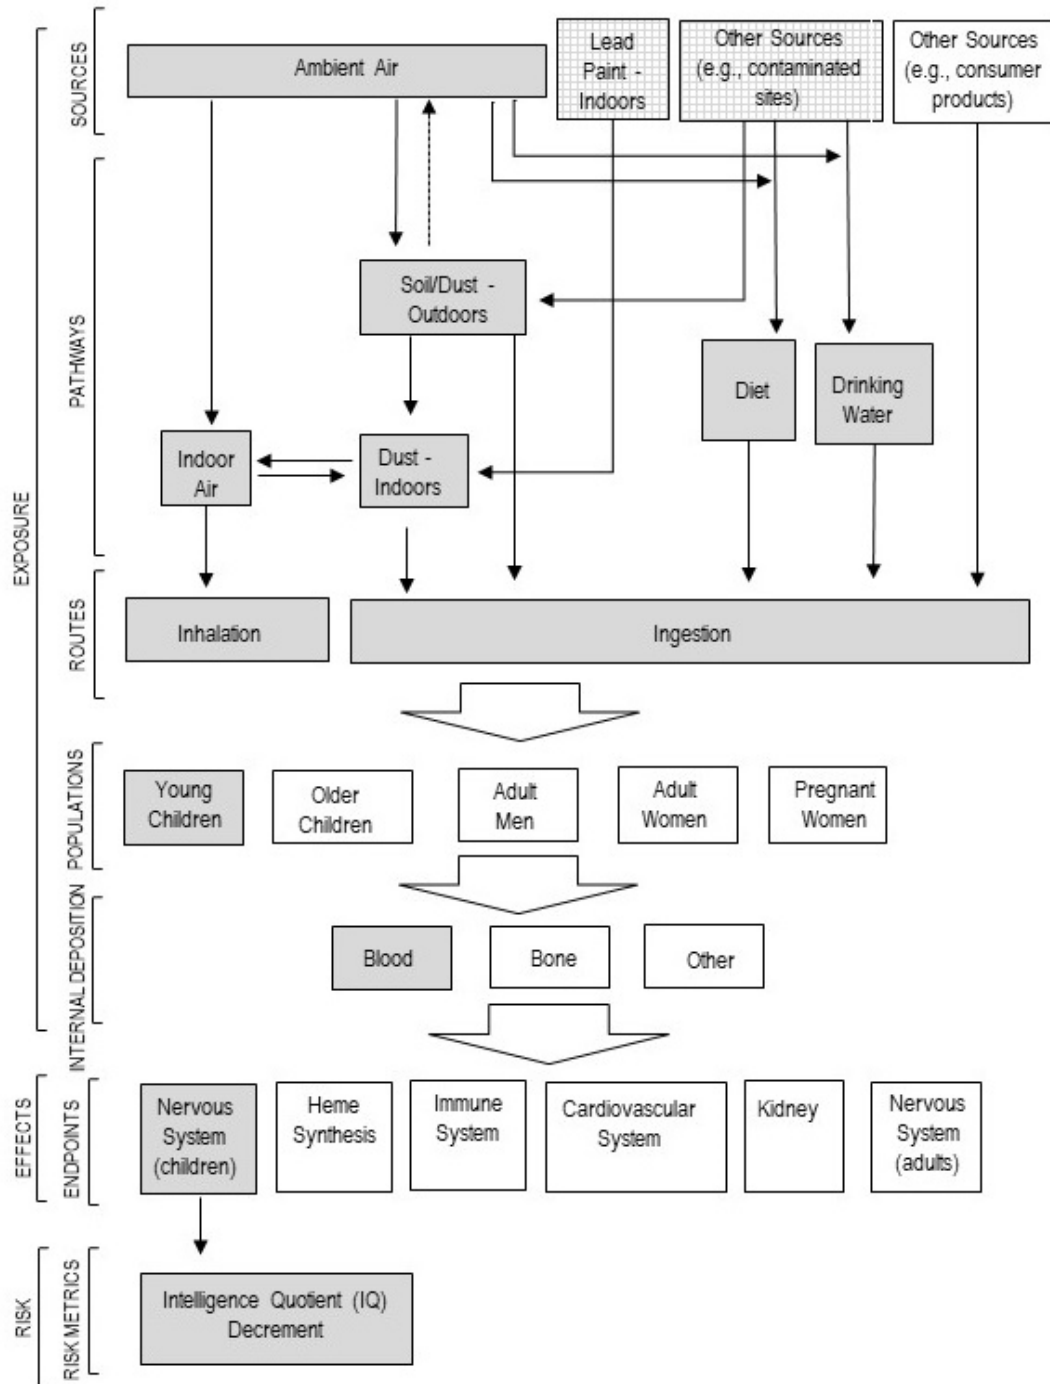 SOURCES
Ambient Air
Lead
Paint -
Indoors
Other Sources
(e.g., contaminated
sites)
Other Sources
(e.g., consumer
products)
EXPOSURE
PATHWAYS
Soil/Dust -
Outdoors
Diet
Drinking
Water
Indoor
Air
Dust -
Indoors
ROUTES
Inhalation
Ingestion
POPULATIONS
Young
Children
Older
Children
Adult
Men
Adult
Women
Pregnant
Women
INTERNAL DEPOSITION
Blood
Bone
Other
EFFECTS
ENDPOINTS
Nervous
System
(children)
Heme
Synthesis
Immune
System
Cardiovascular
System
Kidney
Nervous
System
(adults)
RISK
RISK METRICS
Intelligence Quotient (IQ)
Decrement